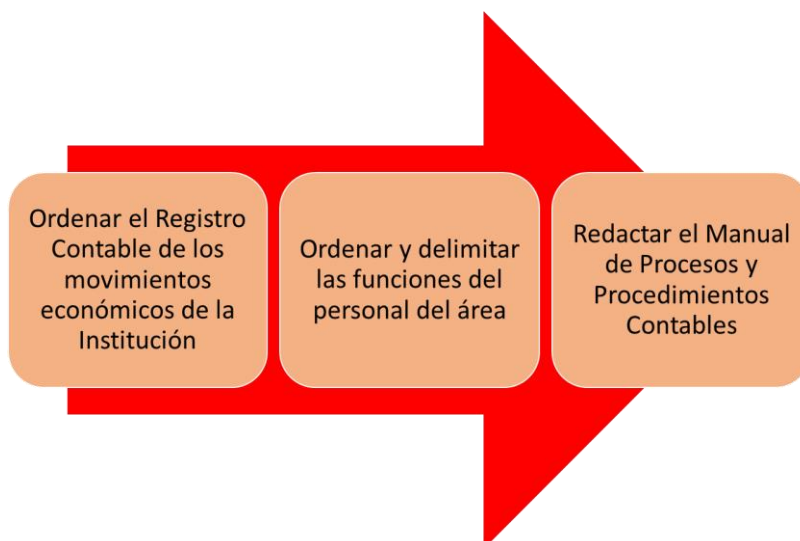 Ordenar el Registro
Contable de los
movimientos
económicos de la
Institución
Ordenar y delimitar
las funciones del
personal del área
Redactar el Manual
de Procesos y
Procedimientos
Contables